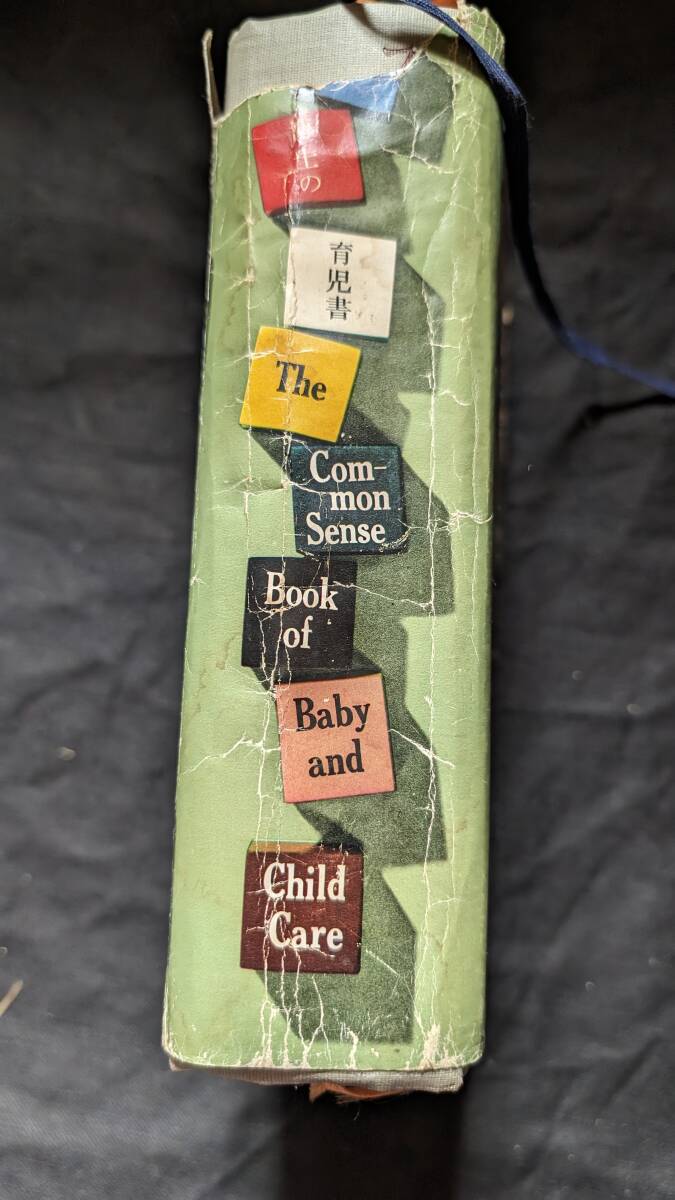 の
育
児
書
The
Com-
mon
Sense
Book
of
Baby
and
Child
Care